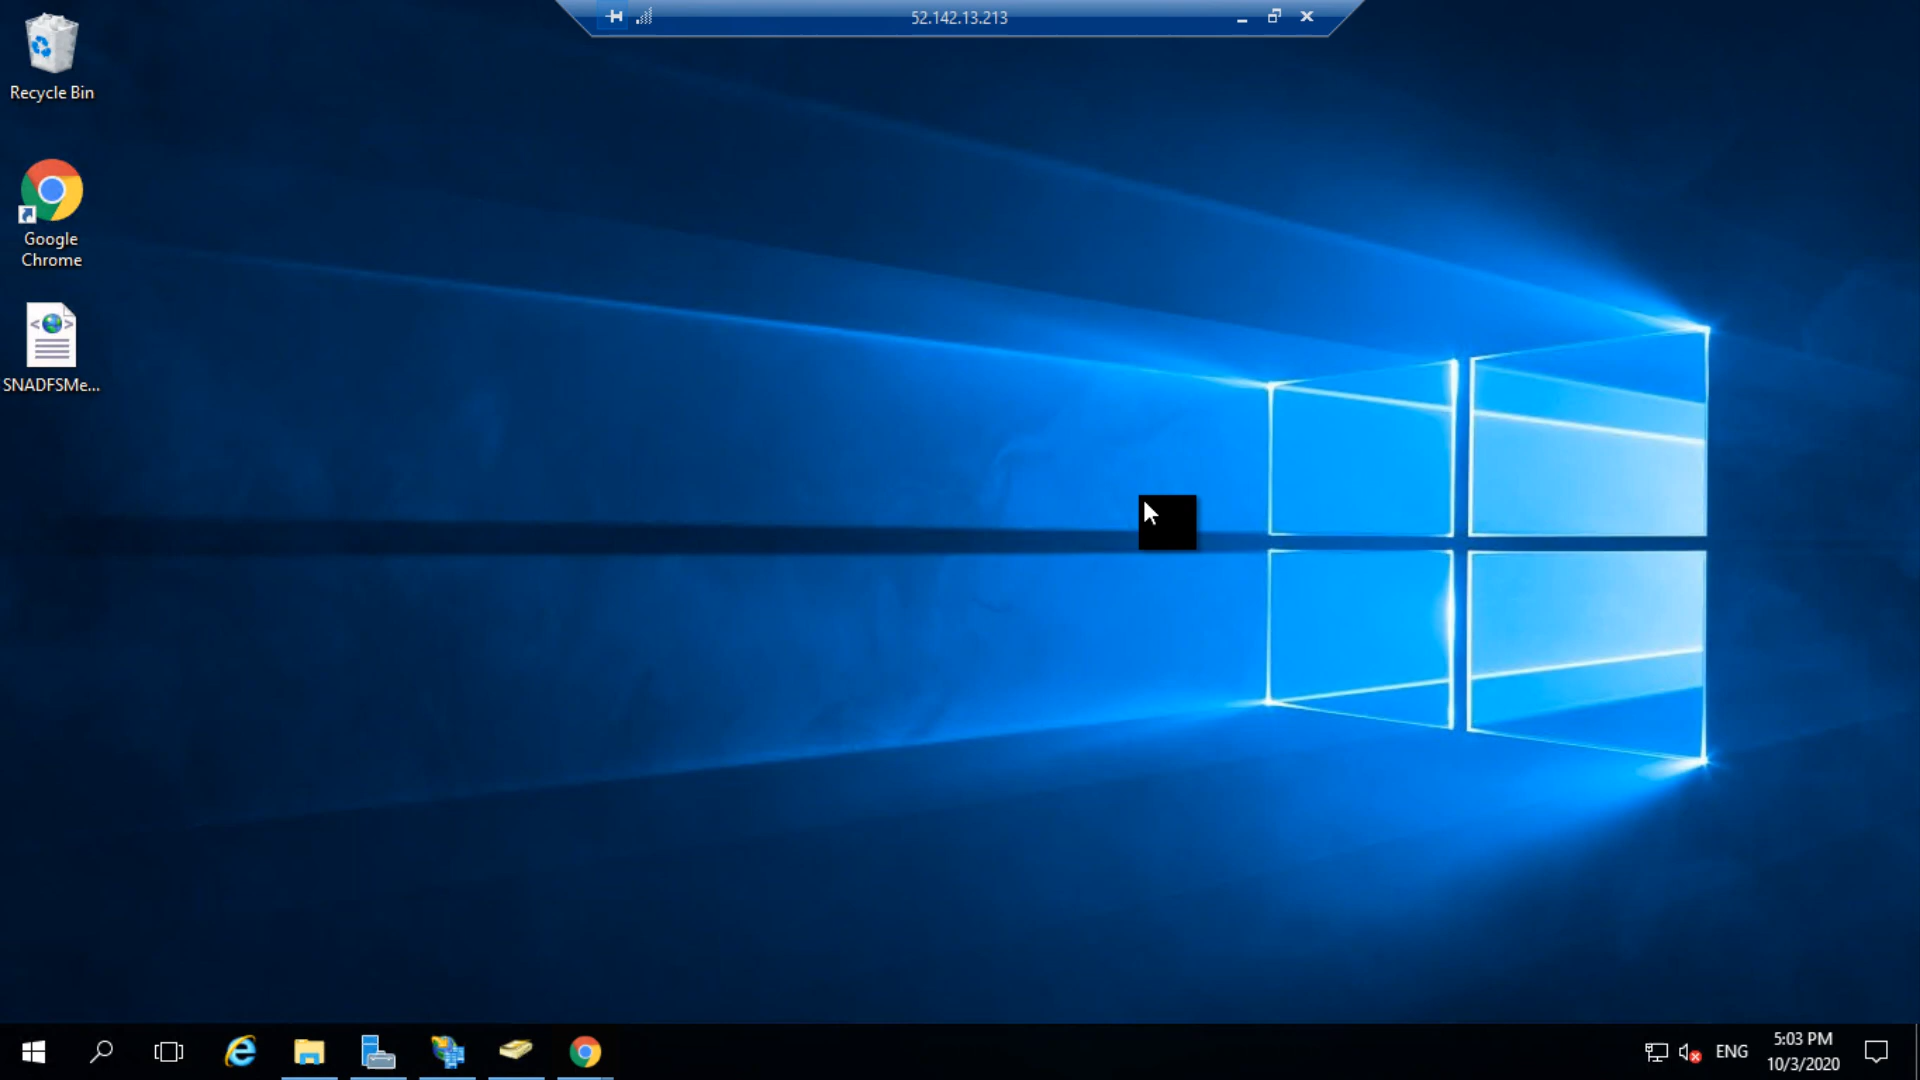 52.142.13.213
Recycle Bin
Google
Chrome
SNADFSMe...
ENG
5:03 PM
10/3/2020